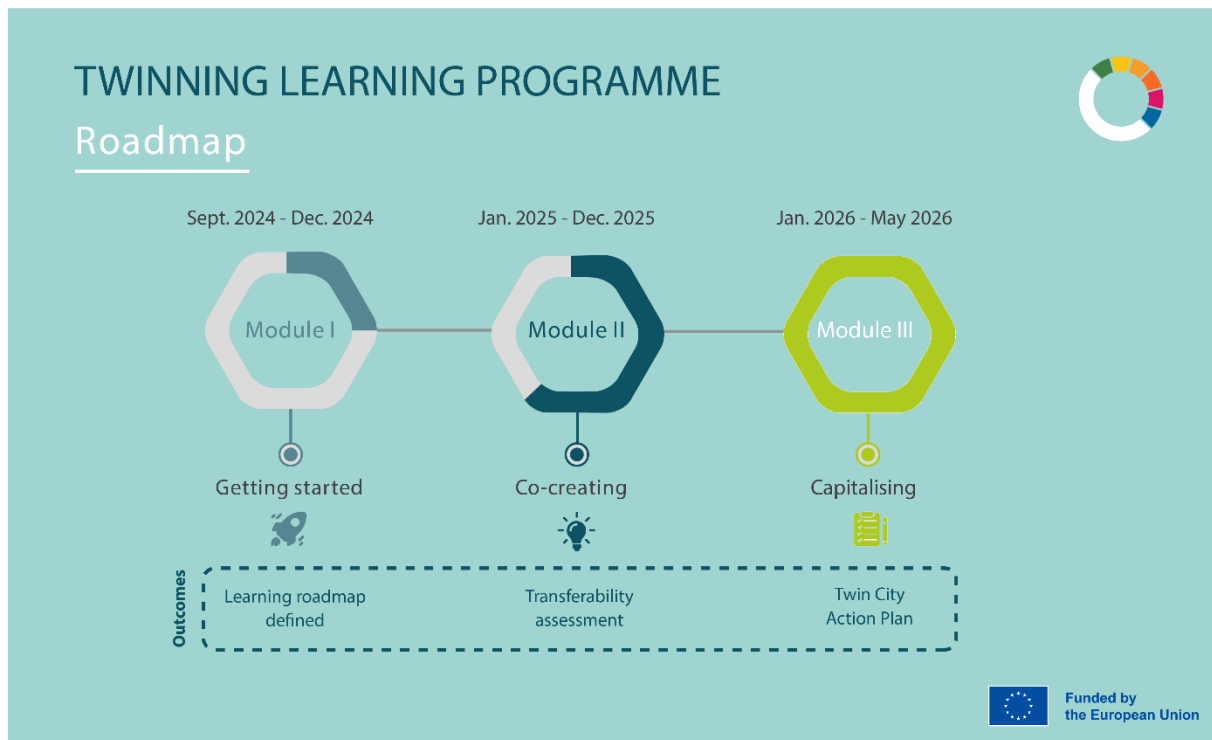 TWINNING LEARNING PROGRAMME
Roadmap
Sept. 2024 - Dec. 2024
Jan. 2025 - Dec. 2025
Jan. 2026 - May 2026
Module I
Module II
Module III
Getting started
Co-creating
Capitalising
Outcomes
Learning roadmap
defined
Transferability
assessment
Twin City
Action Plan
Funded by
the European Union